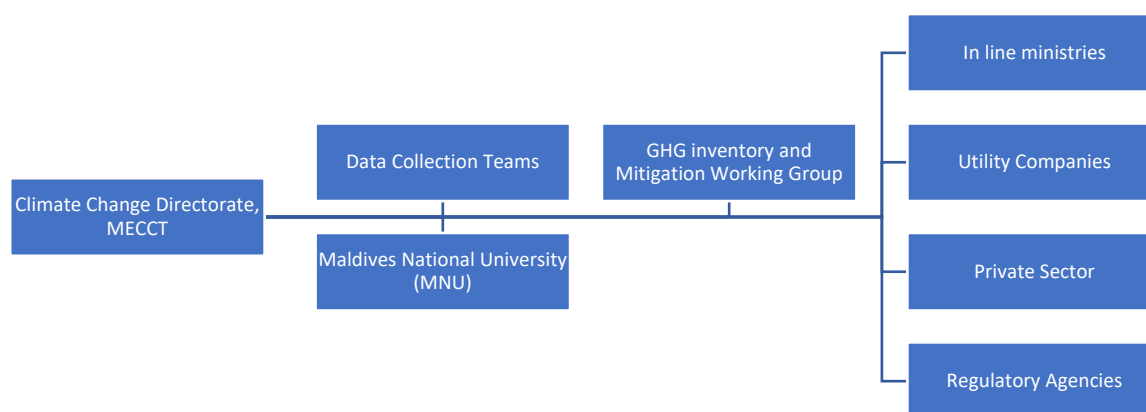 Climate Change Directorate,
MECCT
Data Collection Teams
Maldives National University
(MNU)
GHG inventory and
Mitigation Working Group
In line ministries
Utility Companies
Private Sector
Regulatory Agencies